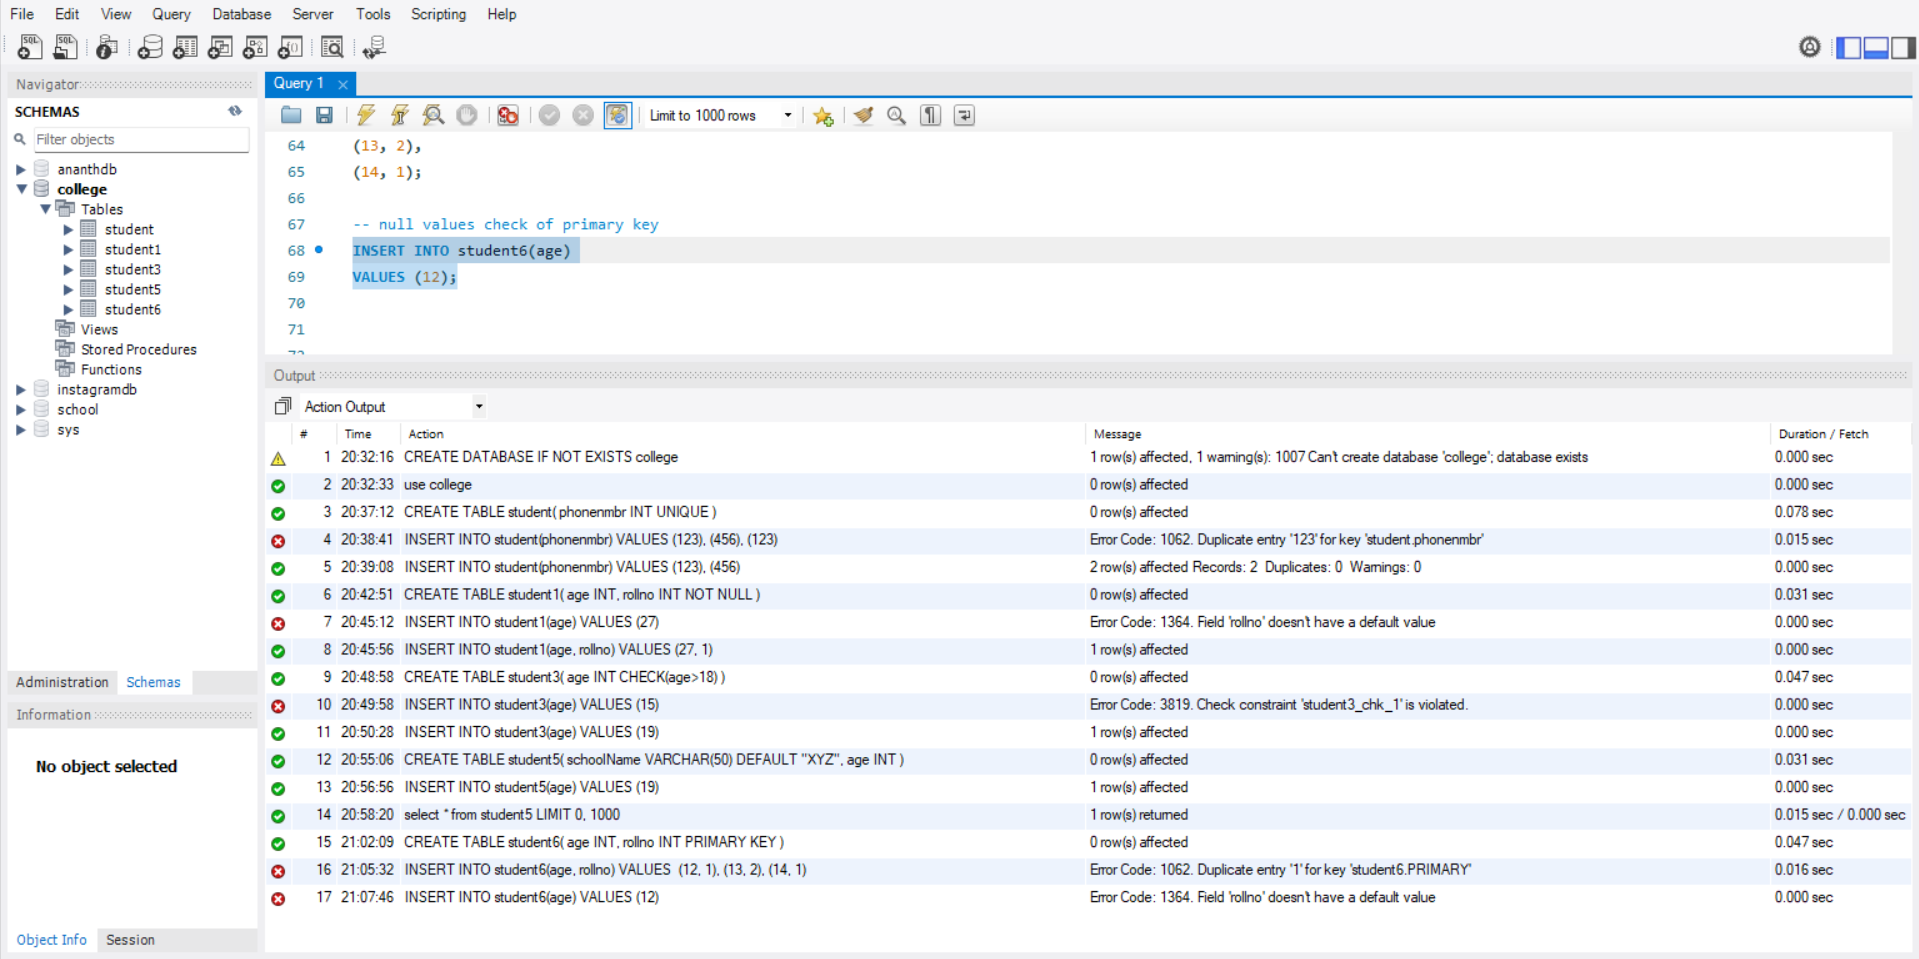 File Edit View Query Database Server Tools Scripting Help
Navigator
SCHEMAS
Filter objects
ananthdb
college
Tables
student
student1
student3
student5
student6
Views
Stored Procedures
Functions
instagramdb
school
sys
Administration Schemas
Information
No object selected
Object Info Session
Query 1
Limit to 1000 rows
64 (13, 2),
65 (14, 1);
66
67 -- null values check of primary key
68 INSERT INTO student6(age)
69 VALUES (12);
70
71
72
Output
Action Output
# Time Action Message Duration / Fetch
1 20:32:16 CREATE DATABASE IF NOT EXISTS college 1 row(s) affected, 1 warning(s): 1007 Can't create database 'college'; database exists 0.000 sec
2 20:32:33 use college 0 row(s) affected 0.000 sec
3 20:37:12 CREATE TABLE student( phonenmbr INT UNIQUE ) 0 row(s) affected 0.078 sec
4 20:38:41 INSERT INTO student(phonenmbr) VALUES (123), (456), (123) Error Code: 1062. Duplicate entry '123' for key 'student.phonenmbr' 0.015 sec
5 20:39:08 INSERT INTO student(phonenmbr) VALUES (123), (456) 2 row(s) affected Records: 2 Duplicates: 0 Warnings: 0 0.000 sec
6 20:42:51 CREATE TABLE student1( age INT, rollno INT NOT NULL ) 0 row(s) affected 0.031 sec
7 20:45:12 INSERT INTO student1(age) VALUES (27) Error Code: 1364. Field 'rollno' doesn't have a default value 0.000 sec
8 20:45:56 INSERT INTO student1(age, rollno) VALUES (27, 1) 1 row(s) affected 0.000 sec
9 20:48:58 CREATE TABLE student3( age INT CHECK(age>18) ) 0 row(s) affected 0.047 sec
10 20:49:58 INSERT INTO student3(age) VALUES (15) Error Code: 3819. Check constraint 'student3_chk_1' is violated. 0.000 sec
11 20:50:28 INSERT INTO student3(age) VALUES (19) 1 row(s) affected 0.000 sec
12 20:55:06 CREATE TABLE student5( schoolName VARCHAR(50) DEFAULT "XYZ", age INT ) 0 row(s) affected 0.031 sec
13 20:56:56 INSERT INTO student5(age) VALUES (19) 1 row(s) affected 0.000 sec
14 20:58:20 select * from student5 LIMIT 0, 1000 1 row(s) returned 0.015 sec / 0.000 sec
15 21:02:09 CREATE TABLE student6( age INT, rollno INT PRIMARY KEY ) 0 row(s) affected 0.047 sec
16 21:05:32 INSERT INTO student6(age, rollno) VALUES (12, 1), (13, 2), (14, 1) Error Code: 1062. Duplicate entry '1' for key 'student6.PRIMARY' 0.016 sec
17 21:07:46 INSERT INTO student6(age) VALUES (12) Error Code: 1364. Field 'rollno' doesn't have a default value 0.000 sec